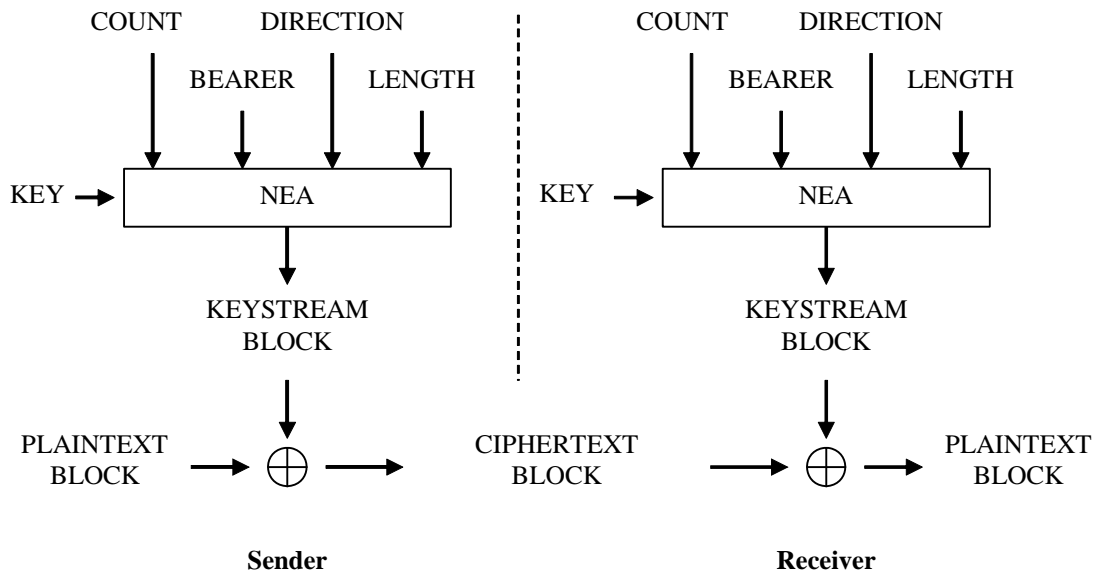 COUNT DIRECTION
BEARER LENGTH
KEY NEA
KEYSTREAM
BLOCK
COUNT DIRECTION
BEARER LENGTH
KEY NEA
KEYSTREAM
BLOCK
PLAINTEXT
BLOCK
CIPHERTEXT
BLOCK
PLAINTEXT
BLOCK
Sender
Receiver